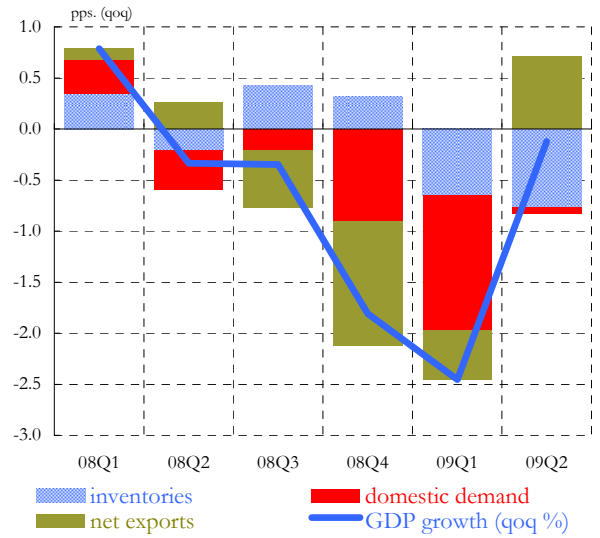 pps. (qoq)
1.0
0.5
0.0
-0.5
-1.0
-1.5
-2.0
-2.5
-3.0
08Q1 08Q2 08Q3 08Q4 09Q1 09Q2
inventories domestic demand
net exports GDP growth (qoq %)